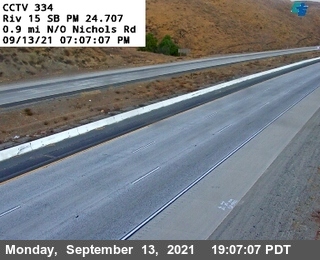 CCTV 334
Riv 15 SB PM 24.707
0.9 mi N/O Nichols Rd
09/13/21 07:07:07 PM
Monday, September 13, 2021 19:07:07 PDT